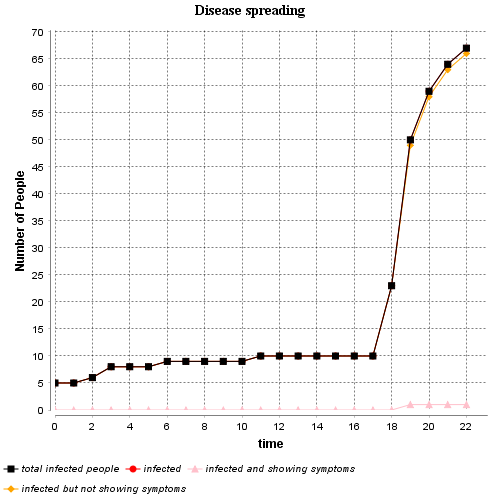 Disease spreading
70
65
60
55
50
45
40
35
30
25
20
15
10
5
0
Number of People
0 2 4 6 8 10 12 14 16 18 20 22
time
total infected people infected infected and showing symptoms
infected but not showing symptoms